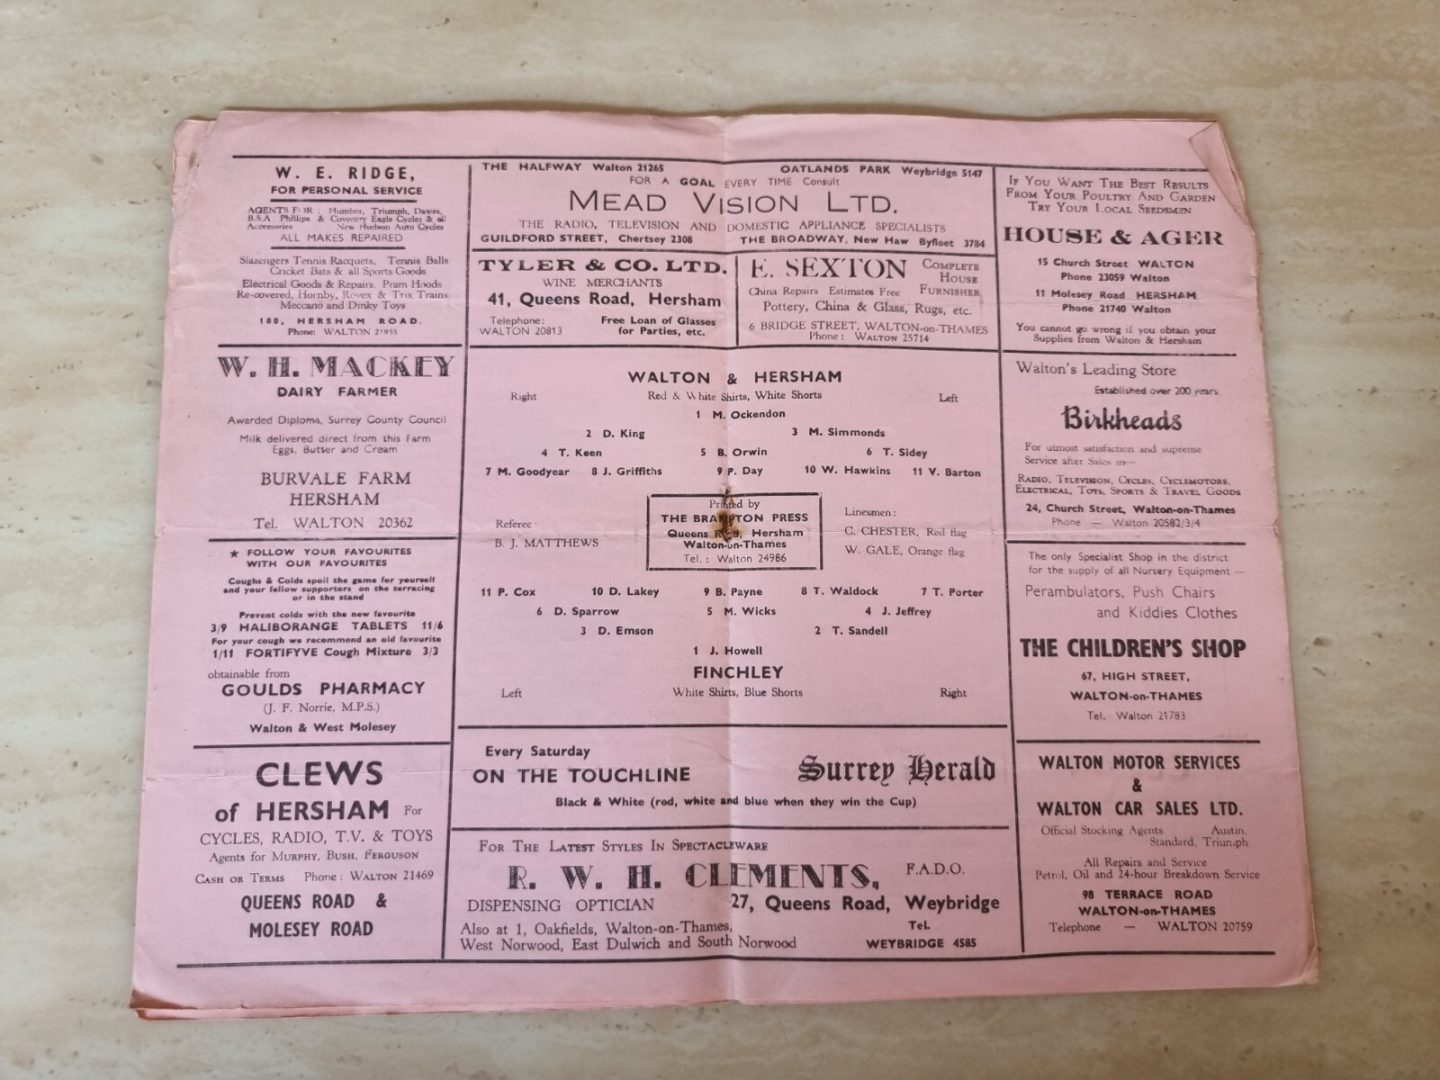 W. E. RIDGE,
FOR PERSONAL SERVICE
AGENTS FOR : Humber, Triumph, Dawes,
B.S.A. Phillips & Coventry Eagle Cycles & all
Accessories New Hudson Auto Cycles
ALL MAKES REPAIRED
Slazengers Tennis Racquets, Tennis Balls
Cricket Bats & all Sports Goods
Electrical Goods & Repairs. Pram Hoods
Re-covered, Hornby, Rovex & Trix Trains
Meccano and Dinky Toys
180, HERSHAM ROAD.
Phone: WALTON 21955
W. H. MACKEY
DAIRY FARMER
Awarded Diploma, Surrey County Council
Milk delivered direct from this Farm
Eggs, Butter and Cream
BURVALE FARM
HERSHAM
Tel. WALTON 20362
★ FOLLOW YOUR FAVOURITES
WITH OUR FAVOURITES
Coughs & Colds spoil the game for yourself
and your fellow supporters on the terracing
or in the stand
Prevent colds with the new favourite
3/9 HALIBORANGE TABLETS 11/6
For your cough we recommend an old favourite
1/11 FORTIFYVE Cough Mixture 3/3
obtainable from
GOULDS PHARMACY
(J. F. Norrie, M.P.S.)
Walton & West Molesey
CLEWS
of HERSHAM For
CYCLES, RADIO, T.V. & TOYS
Agents for MURPHY, BUSH, FERGUSON
CASH OR TERMS Phone : WALTON 21469
QUEENS ROAD &
MOLESEY ROAD
THE HALFWAY Walton 21265 OATLANDS PARK Weybridge 5147
FOR A GOAL EVERY TIME Consult
MEAD VISION LTD.
THE RADIO, TELEVISION AND DOMESTIC APPLIANCE SPECIALISTS
GUILDFORD STREET, Chertsey 2308 THE BROADWAY, New Haw Byfleet 3784
TYLER & CO. LTD.
WINE MERCHANTS
41, Queens Road, Hersham
Telephone: Free Loan of Glasses
WALTON 20813 for Parties, etc.
E. SEXTON COMPLETE
HOUSE
FURNISHER
China Repairs Estimates Free
Pottery, China & Glass, Rugs, etc.
6 BRIDGE STREET, WALTON-on-THAMES
Phone : WALTON 25714
WALTON & HERSHAM
Right Red & White Shirts, White Shorts Left
1 M. Ockendon
2 D. King 3 M. Simmonds
4 T. Keen 5 B. Orwin 6 T. Sidey
7 M. Goodyear 8 J. Griffiths 9 P. Day 10 W. Hawkins 11 V. Barton
Referee
B. J. MATTHEWS
Printed by
THE BRAMPTON PRESS
Queens Hersham
Walton-on-Thames
Tel. : Walton 24986
Linesmen:
C. CHESTER, Red flag
W. GALE, Orange flag
11 P. Cox 10 D. Lakey 9 B. Payne 8 T. Waldock 7 T. Porter
6 D. Sparrow 5 M. Wicks 4 J. Jeffrey
3 D. Emson 2 T. Sandell
1 J. Howell
FINCHLEY
Left White Shirts, Blue Shorts Right
Every Saturday
ON THE TOUCHLINE Surrey Herald
Black & White (red, white and blue when they win the Cup)
FOR THE LATEST STYLES IN SPECTACLEWARE
R. W. H. CLEMENTS, F.A.D.O.
DISPENSING OPTICIAN 27, Queens Road, Weybridge
Also at 1, Oakfields, Walton-on-Thames, Tel.
West Norwood, East Dulwich and South Norwood WEYBRIDGE 4585
IF YOU WANT THE BEST RESULTS
FROM YOUR POULTRY AND GARDEN
TRY YOUR LOCAL SEEDSMEN
HOUSE & AGER
15 Church Street WALTON
Phone 23059 Walton
11 Molesey Road HERSHAM
Phone 21740 Walton
You cannot go wrong if you obtain your
Supplies from Walton & Hersham
Walton's Leading Store
Established over 200 years
Birkheads
For utmost satisfaction and supreme
Service after Sales in—
RADIO, TELEVISION, CYCLES, CYCLEMOTORS,
ELECTRICAL, TOYS, SPORTS & TRAVEL GOODS
24, Church Street, Walton-on-Thames
Phone — Walton 20582/3/4
The only Specialist Shop in the district
for the supply of all Nursery Equipment —
Perambulators, Push Chairs
and Kiddies Clothes
THE CHILDREN'S SHOP
67, HIGH STREET,
WALTON-on-THAMES
Tel. Walton 21783
WALTON MOTOR SERVICES
&
WALTON CAR SALES LTD.
Official Stocking Agents Austin,
Standard, Triumph
All Repairs and Service
Petrol, Oil and 24-hour Breakdown Service
98 TERRACE ROAD
WALTON-on-THAMES
Telephone — WALTON 20759